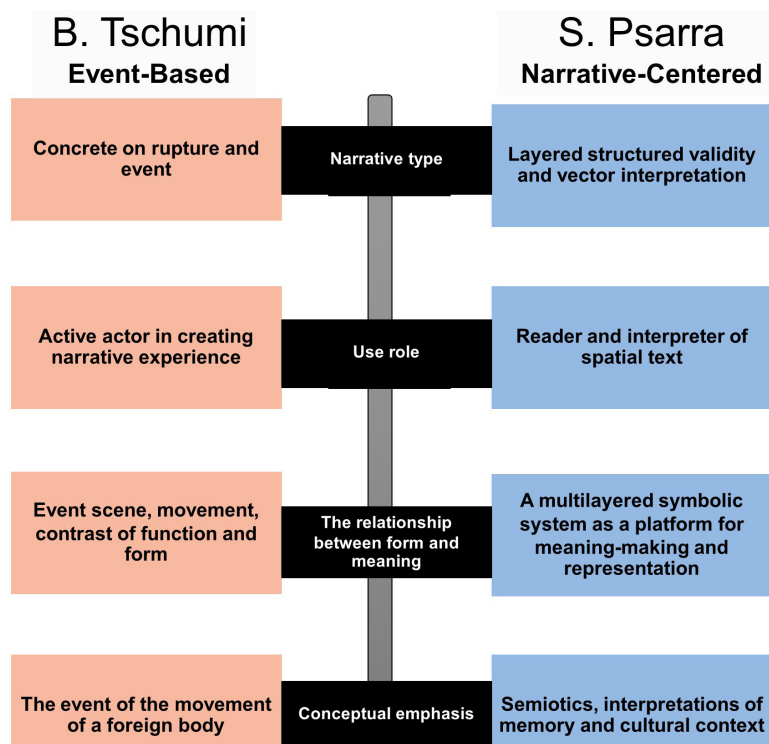 B. Tschumi
Event-Based
S. Psarra
Narrative-Centered
Concrete on rupture and
event
Narrative type
Layered structured validity
and vector interpretation
Active actor in creating
narrative experience
Use role
Reader and interpreter of
spatial text
Event scene, movement,
contrast of function and
form
The relationship
between form and
meaning
A multilayered symbolic
system as a platform for
meaning-making and
representation
The event of the movement
of a foreign body
Conceptual emphasis
Semiotics, interpretations of
memory and cultural context